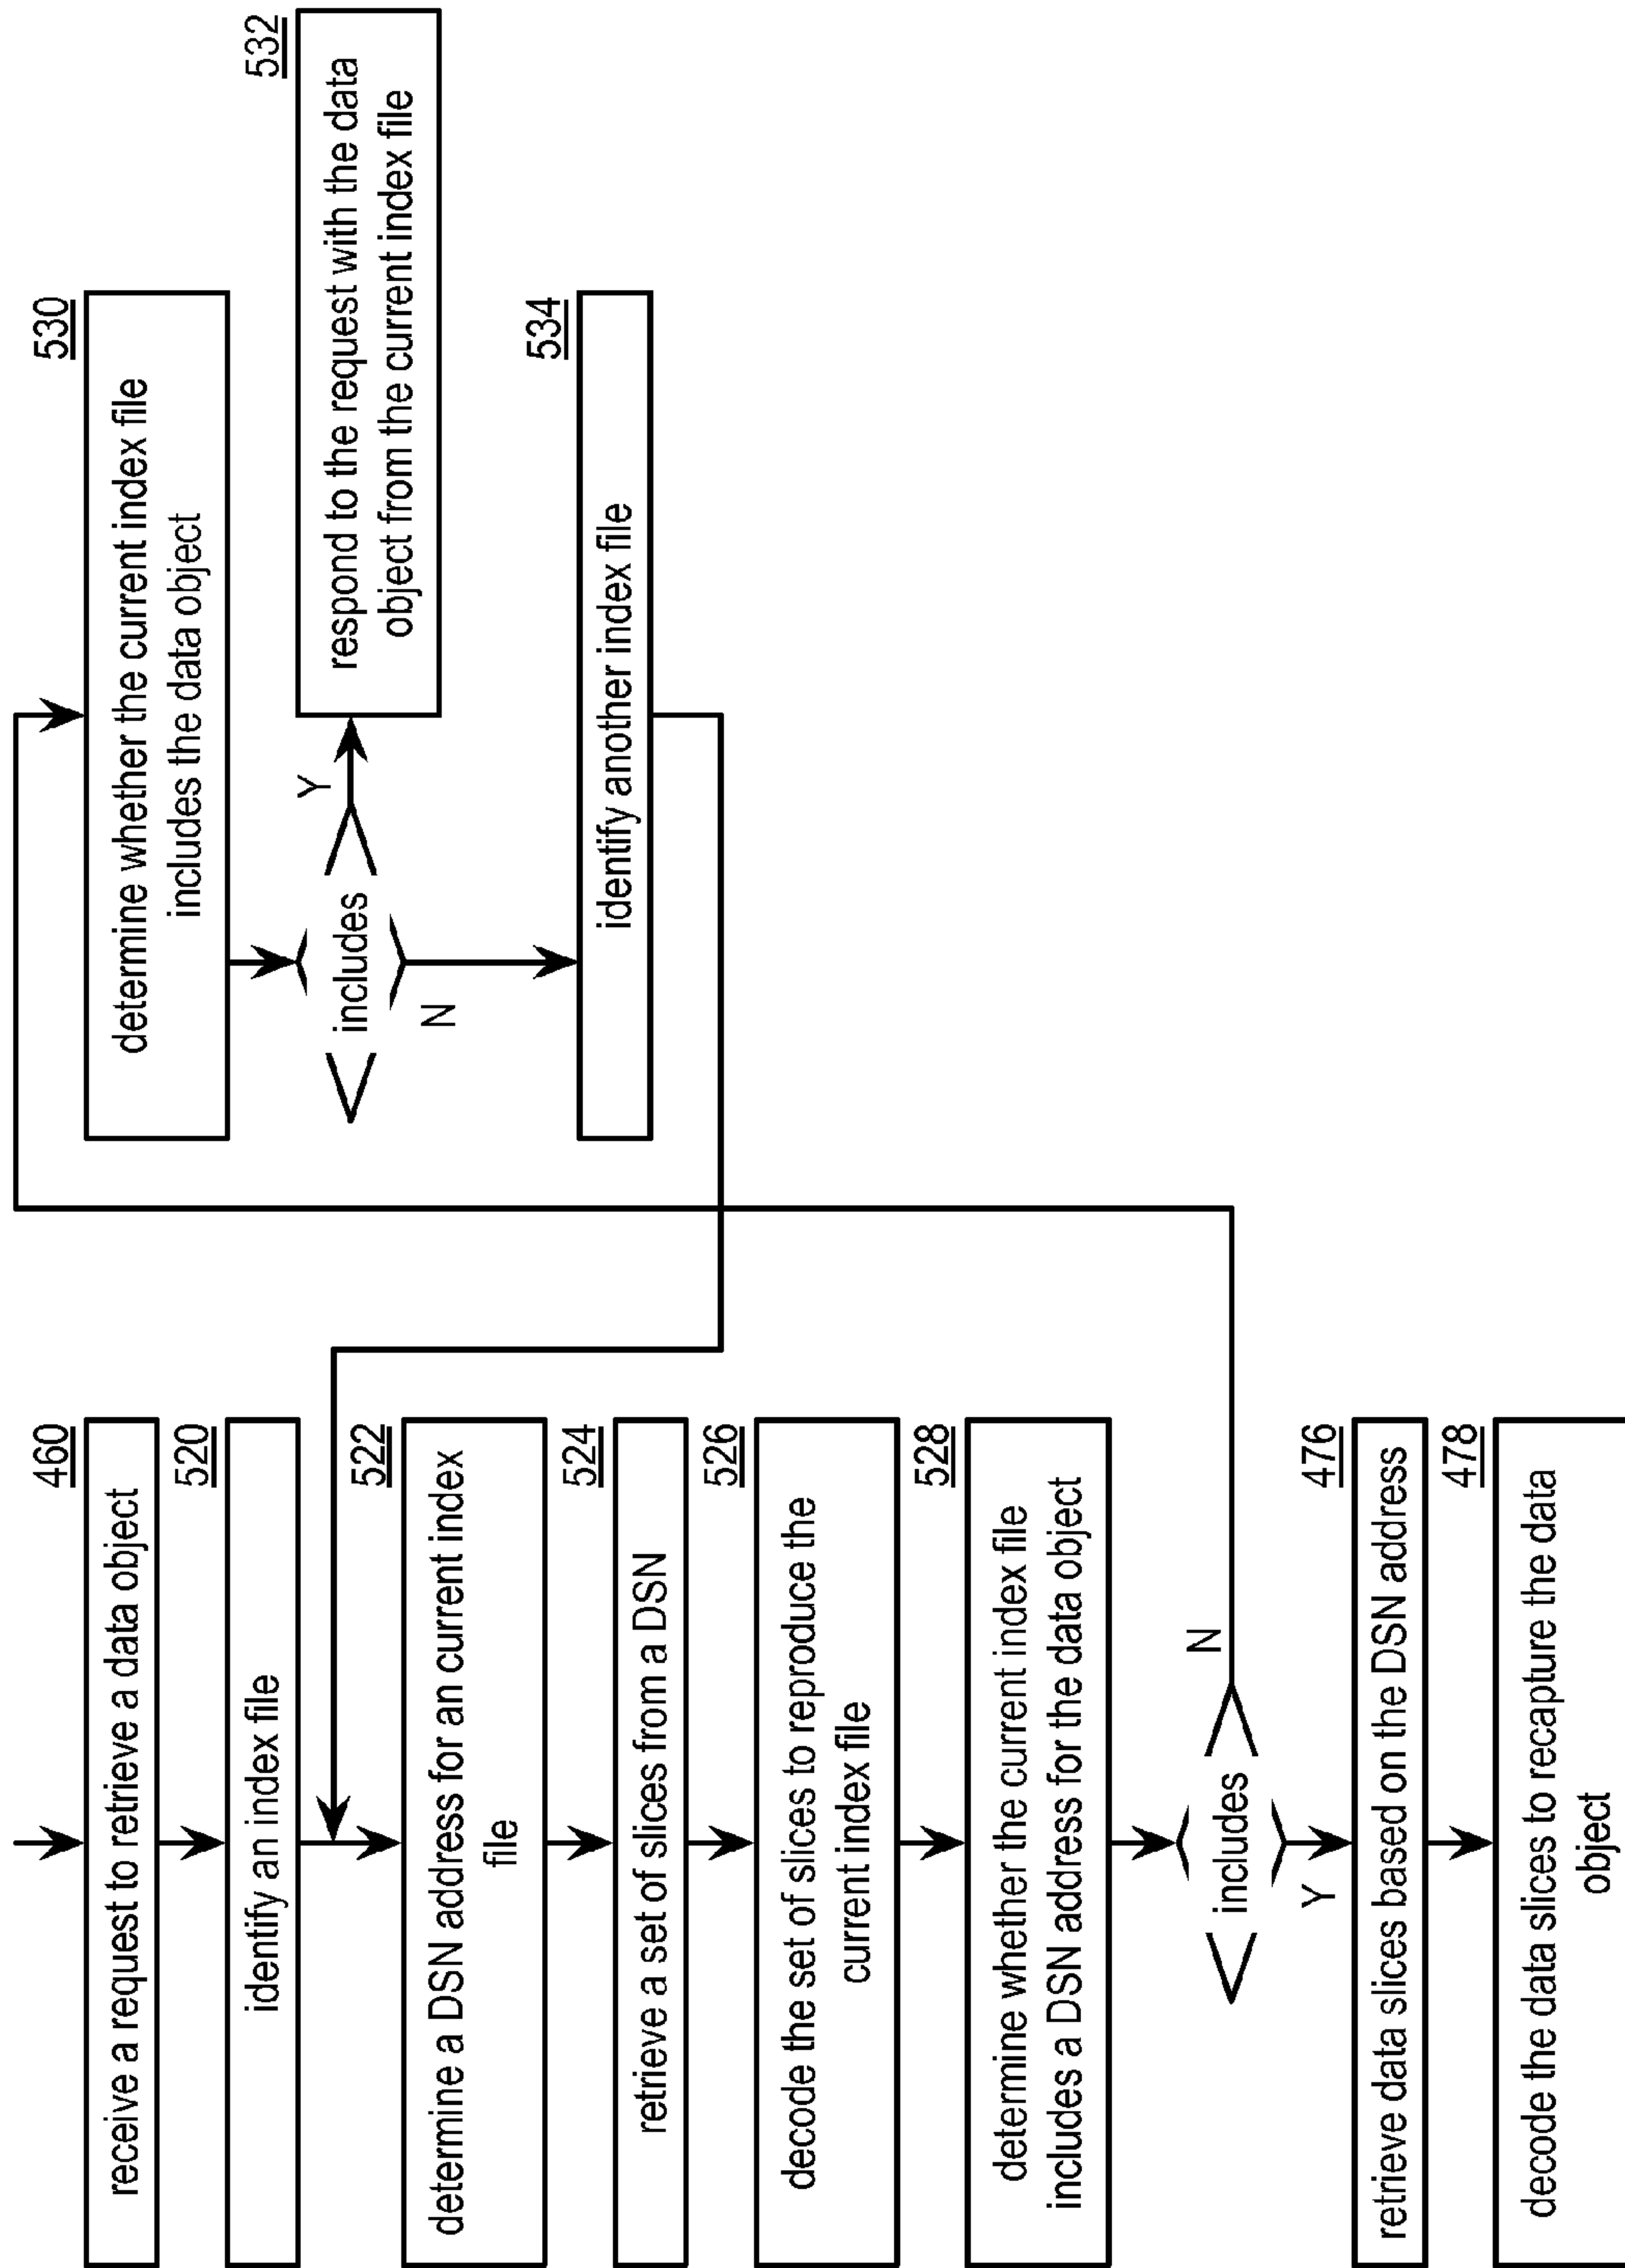 460
receive a request to retrieve a data object
520
identify an index file
522
determine a DSN address for an current index
file
524
retrieve a set of slices from a DSN
526
decode the set of slices to reproduce the
current index file
528
determine whether the current index file
includes a DSN address for the data object
includes
N
Y
476
retrieve data slices based on the DSN address
478
decode the data slices to recapture the data
object
530
determine whether the current index file
includes the data object
includes
Y
N
532
respond to the request with the data
object from the current index file
534
identify another index file